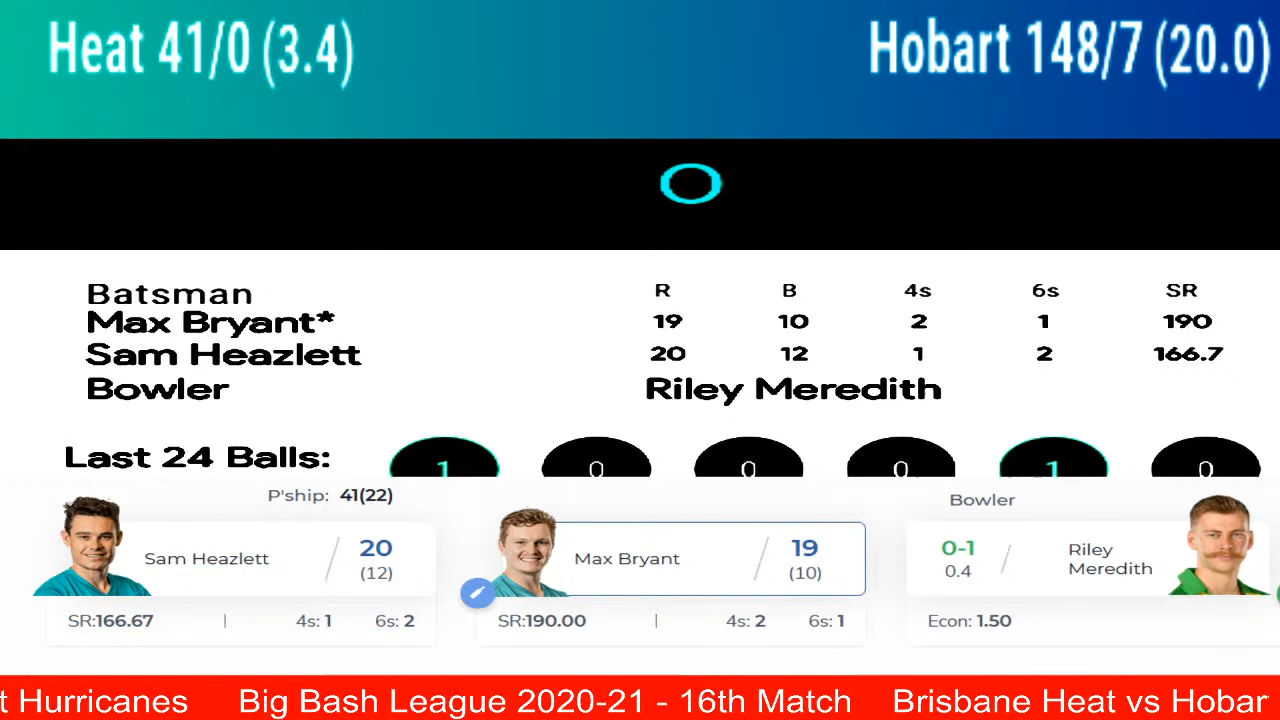 Heat 41/0 (3.4)
Hobart 148/7 (20.0)
0
Batsman R B 4s 6s SR
Max Bryant* 19 10 2 1 190
Sam Heazlett 20 12 1 2 166.7
Bowler Riley Meredith
Last 24 Balls: 1 0 0 0 1 0
P'ship: 41(22)
Sam Heazlett 20
(12)
SR:166.67 | 4s: 1 6s: 2
Max Bryant 19
(10)
SR:190.00 | 4s: 2 6s: 1
Bowler
0-1
0.4
Riley
Meredith
Econ: 1.50
t Hurricanes Big Bash League 2020-21 - 16th Match Brisbane Heat vs Hobar